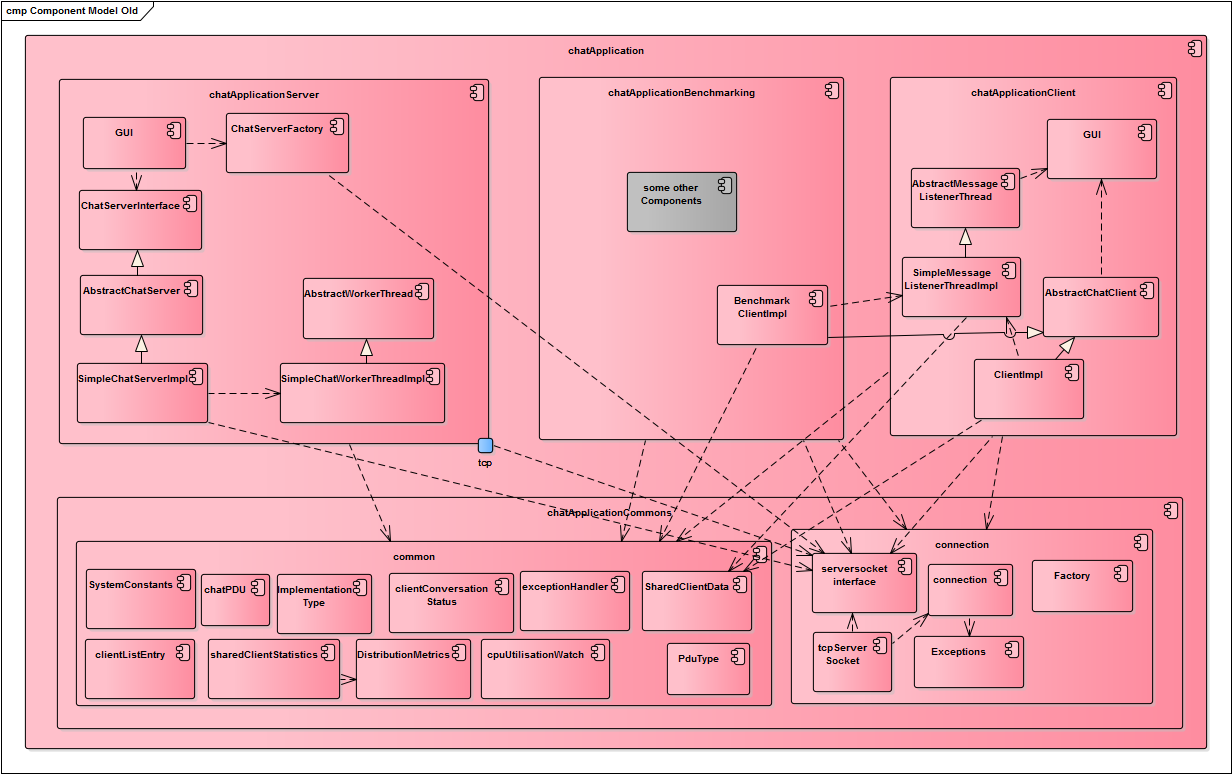 cmp Component Model Old
chatApplication
chatApplicationServer
GUI
ChatServerFactory
ChatServerInterface
AbstractChatServer
AbstractWorkerThread
SimpleChatServerImpl
SimpleChatWorkerThreadImpl
tcp
chatApplicationBenchmarking
some other
Components
Benchmark
ClientImpl
chatApplicationClient
GUI
AbstractMessage
ListenerThread
SimpleMessage
ListenerThreadImpl
AbstractChatClient
ClientImpl
chatApplicationCommons
common
SystemConstants
chatPDU
Implementation
Type
clientConversation
Status
exceptionHandler
SharedClientData
clientListEntry
sharedClientStatistics
DistributionMetrics
cpuUtilisationWatch
PduType
connection
serversocket
interface
connection
Factory
tcpServer
Socket
Exceptions